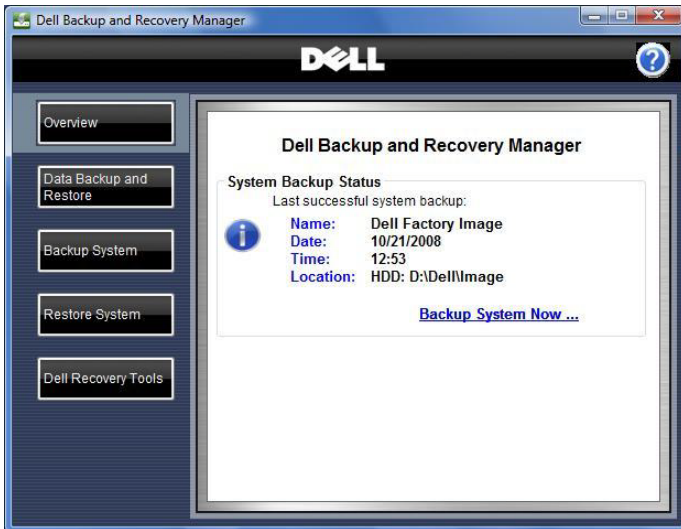 Dell Backup and Recovery Manager
DELL
?
Overview
Data Backup and
Restore
Backup System
Restore System
Dell Recovery Tools
Dell Backup and Recovery Manager
System Backup Status
Last successful system backup:
i
Name: Dell Factory Image
Date: 10/21/2008
Time: 12:53
Location: HDD: D:\Dell\Image
Backup System Now ...